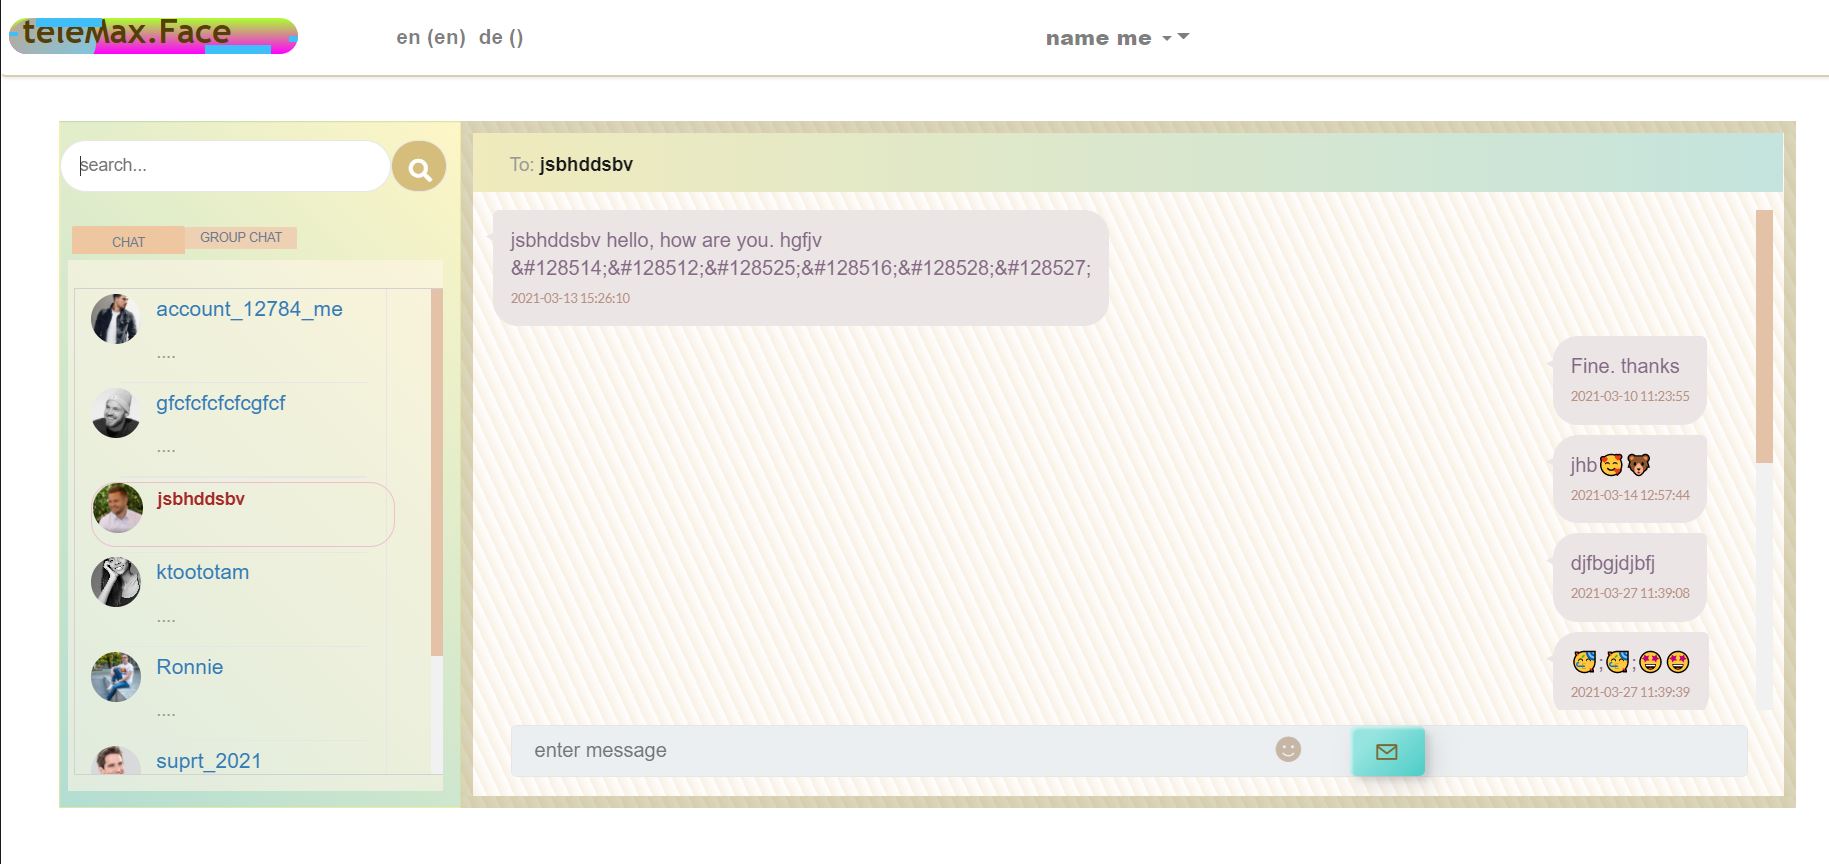 teleMax.Face
en (en) de ()
name me
search...
CHAT
GROUP CHAT
account_12784_me
....
gfcfcfcfcfcgfcf
....
jsbhddsbv
ktoototam
....
Ronnie
....
suprt_2021
To: jsbhddsbv
jsbhddsbv hello, how are you. hgfjv
&#128514;&#128512;&#128525;&#128516;&#128528;&#128527;
2021-03-13 15:26:10
Fine. thanks
2021-03-10 11:23:55
jhb🥰🐻
2021-03-14 12:57:44
djfbgjdjbfj
2021-03-27 11:39:08
🥳;🥳;🤩🤩
2021-03-27 11:39:39
enter message